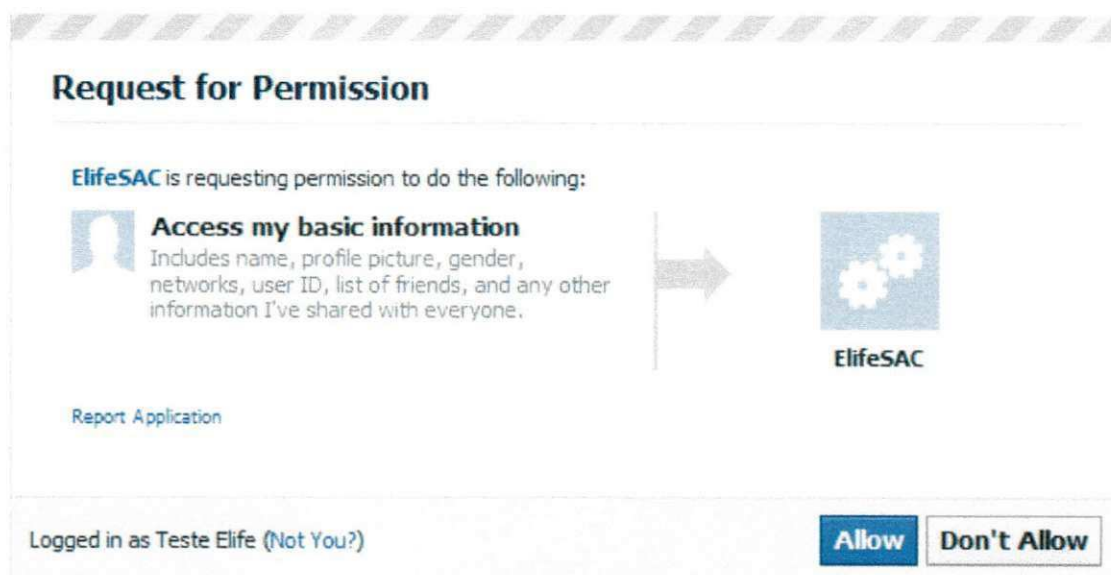 Request for Permission
ElifeSAC is requesting permission to do the following:
Access my basic information
Includes name, profile picture, gender,
networks, user ID, list of friends, and any other
information I've shared with everyone.
ElifeSAC
Report Application
Logged in as Teste Elife (Not You?)
Allow
Don't Allow